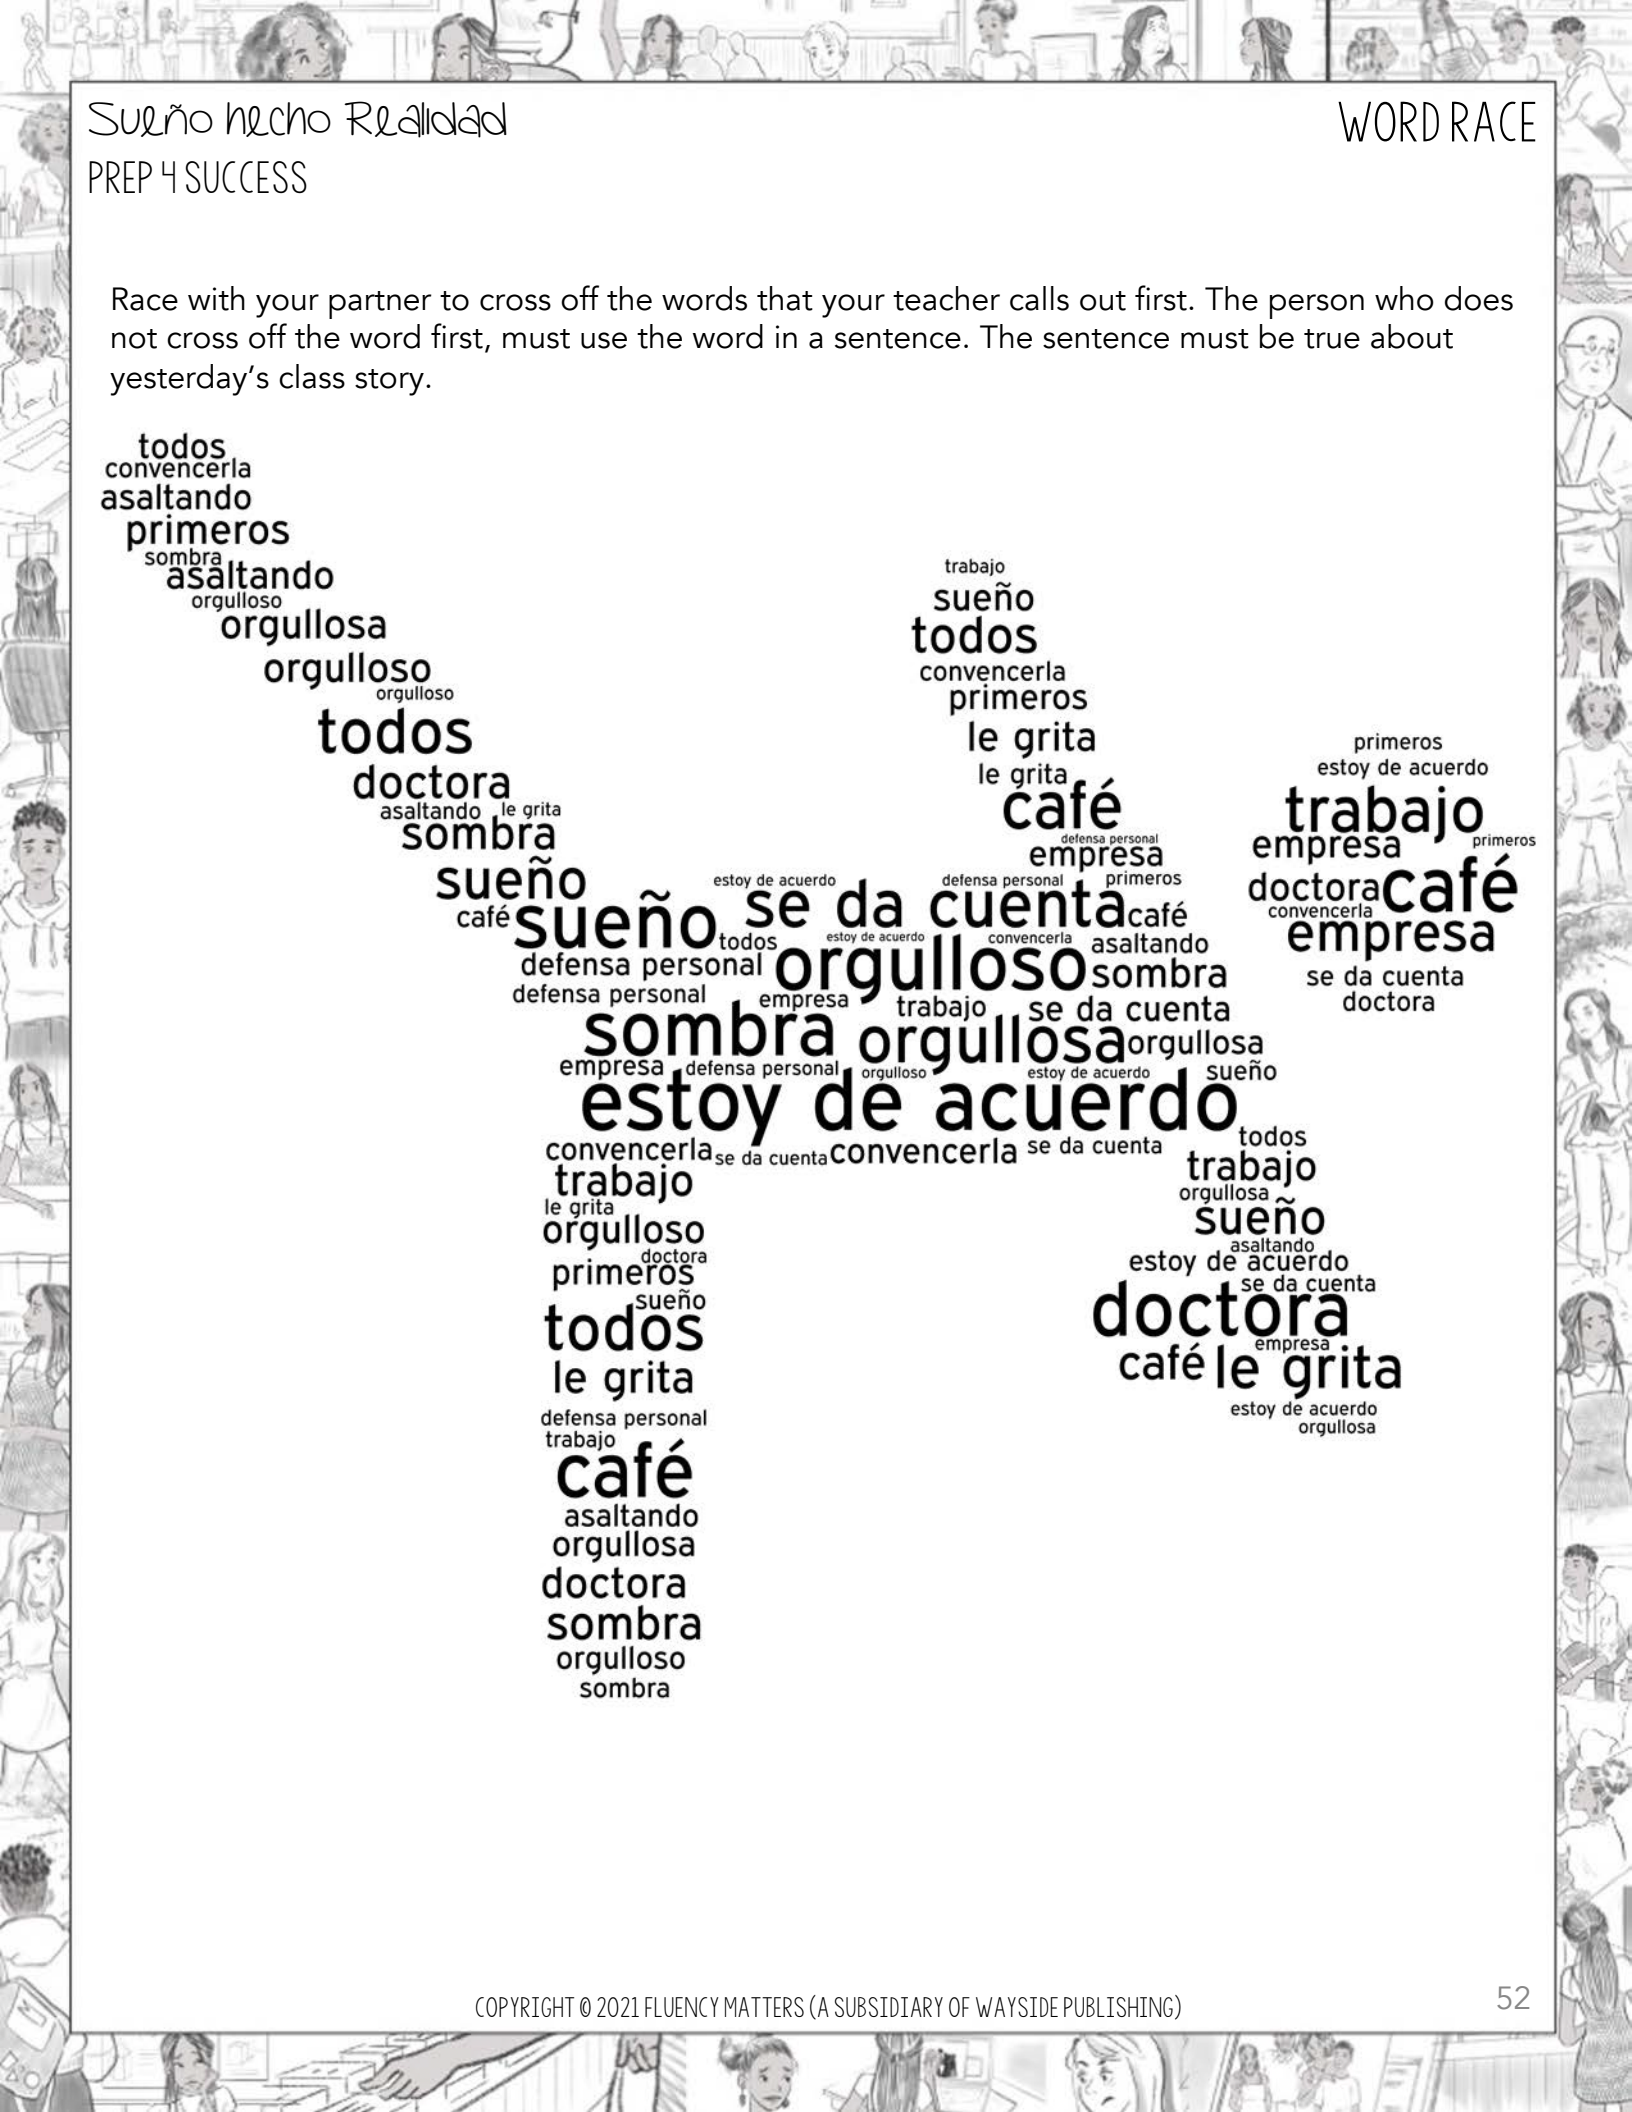 Sueño hecho Realidad
WORD RACE
PREP 4 SUCCESS
Race with your partner to cross off the words that your teacher calls out first. The person who does
not cross off the word first, must use the word in a sentence. The sentence must be true about
yesterday's class story.
todos
convencerla
asaltando
primeros
sombra
asaltando
orgulloso
orgullosa
orgulloso
orgulloso
todos
doctora
asaltando le grita
sombra
sueño
café sueño
trabajo
sueño
todos
convencerla
primeros
le grita
le grita
café
defensa personal
empresa
estoy de acuerdo defensa personal primeros
se da cuenta café
todos estoy de acuerdo convencerla asaltando
defensa personal orgulloso sombra
defensa personal empresa trabajo se da cuenta
sombra orgullosa orgullosa
empresa defensa personal orgulloso estoy de acuerdo sueño
estoy de acuerdo
convencerla se da cuenta convencerla se da cuenta
primeros
estoy de acuerdo
trabajo
empresa primeros
doctora café
convencerla
empresa
se da cuenta
doctora
trabajo
le grita
orgulloso
doctora
primeros
sueño
todos
le grita
defensa personal
trabajo
café
asaltando
orgullosa
doctora
sombra
orgulloso
sombra
todos
trabajo
orgullosa
sueño
asaltando
estoy de acuerdo
se da cuenta
doctora
empresa
café le grita
estoy de acuerdo
orgullosa
COPYRIGHT © 2021 FLUENCY MATTERS (A SUBSIDIARY OF WAYSIDE PUBLISHING)
52